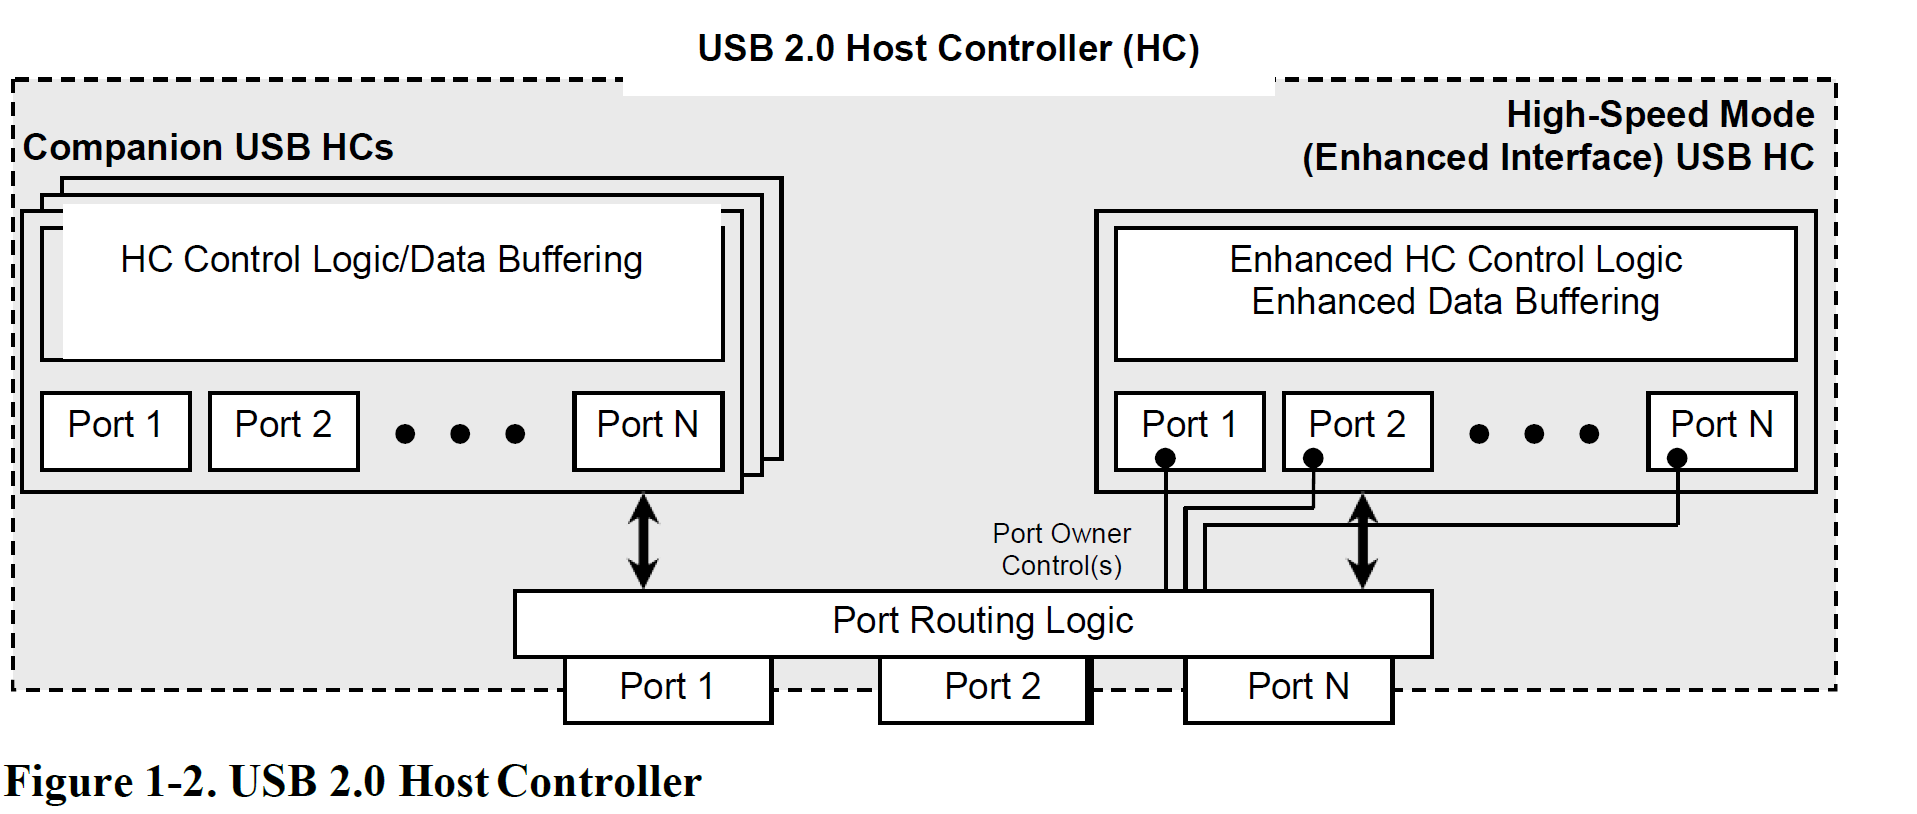 USB 2.0 Host Controller (HC)
Companion USB HCs
High-Speed Mode
(Enhanced Interface) USB HC
HC Control Logic/Data Buffering
Enhanced HC Control Logic
Enhanced Data Buffering
Port 1
Port 2
Port N
Port 1
Port 2
Port N
Port Owner
Control(s)
Port Routing Logic
Port 1
Port 2
Port N
Figure 1-2. USB 2.0 Host Controller